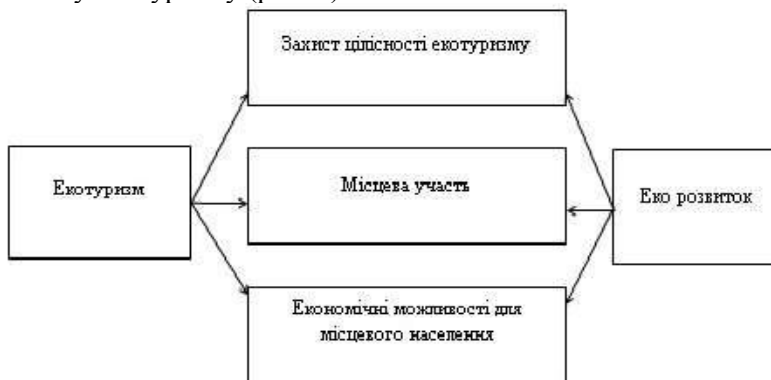 Захист цілісності екотуризму
Екотуризм
Місцева участь
Еко розвиток
Економічні можливості для
місцевого населення